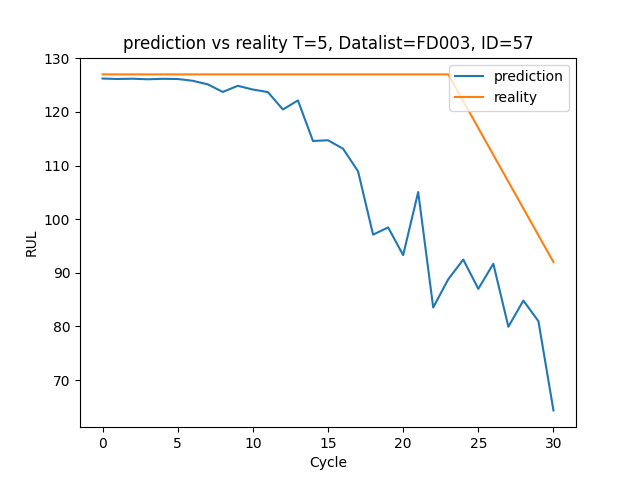 prediction vs reality T=5, Datalist=FD003, ID=57
prediction
reality
130
120
110
100
90
80
70
RUL
0 5 10 15 20 25 30
Cycle